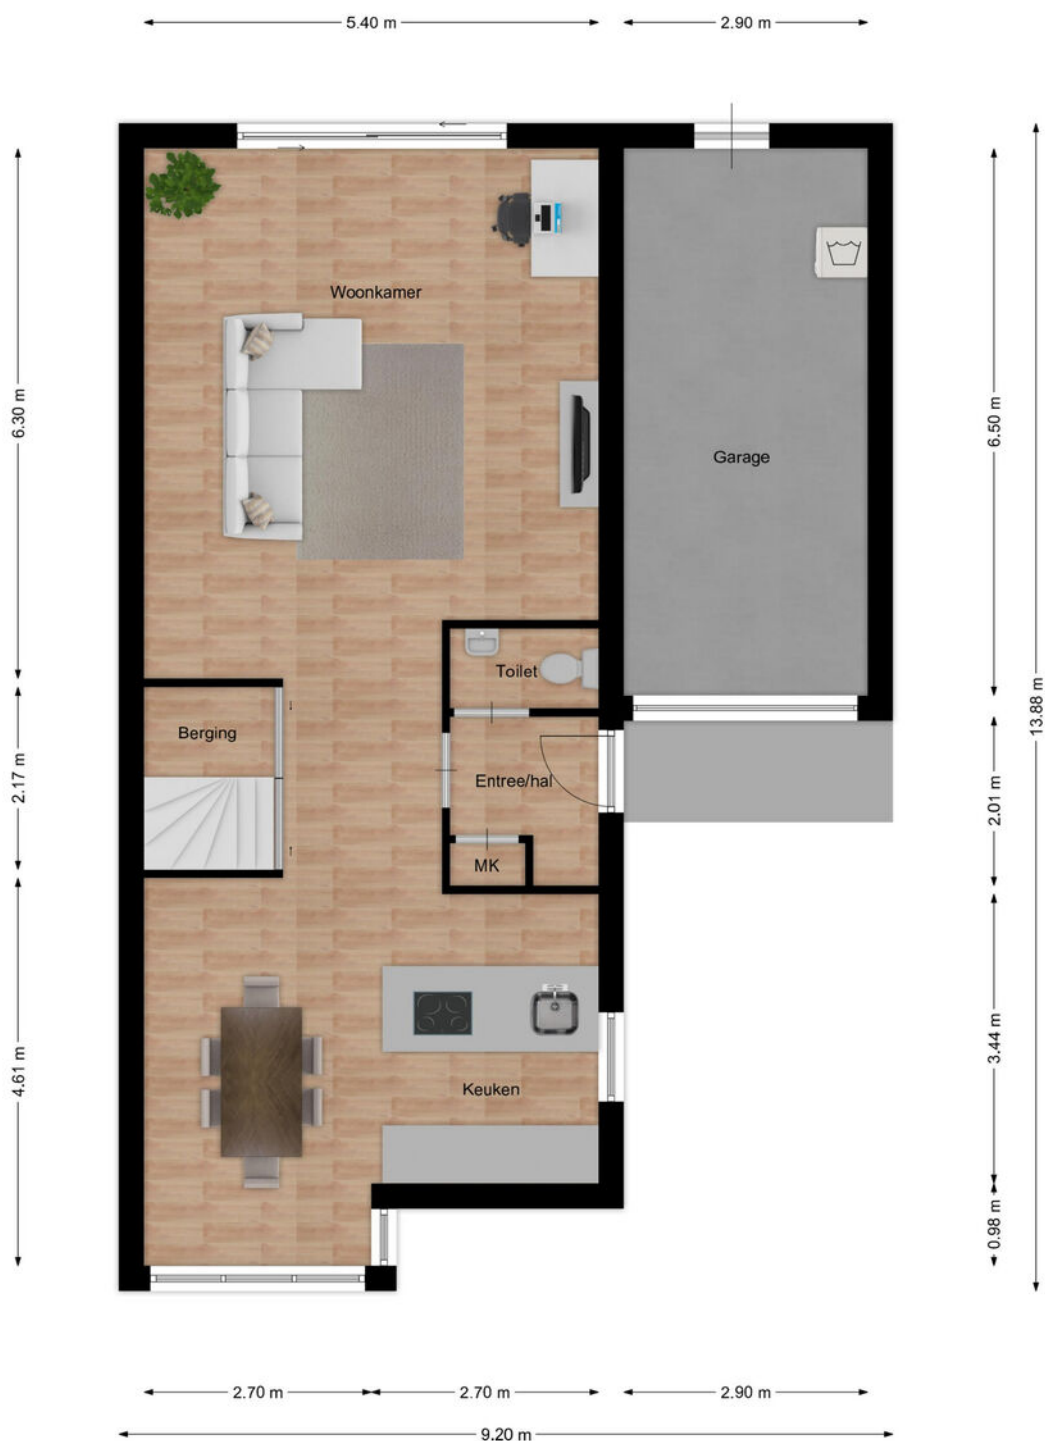 5.40 m
2.90 m
Woonkamer
6.30 m
6.50 m
Garage
Toilet
13.88 m
Berging
2.17 m
Entree/hal
2.01 m
MK
4.61 m
3.44 m
Keuken
0.98 m
2.70 m
2.70 m
2.90 m
9.20 m